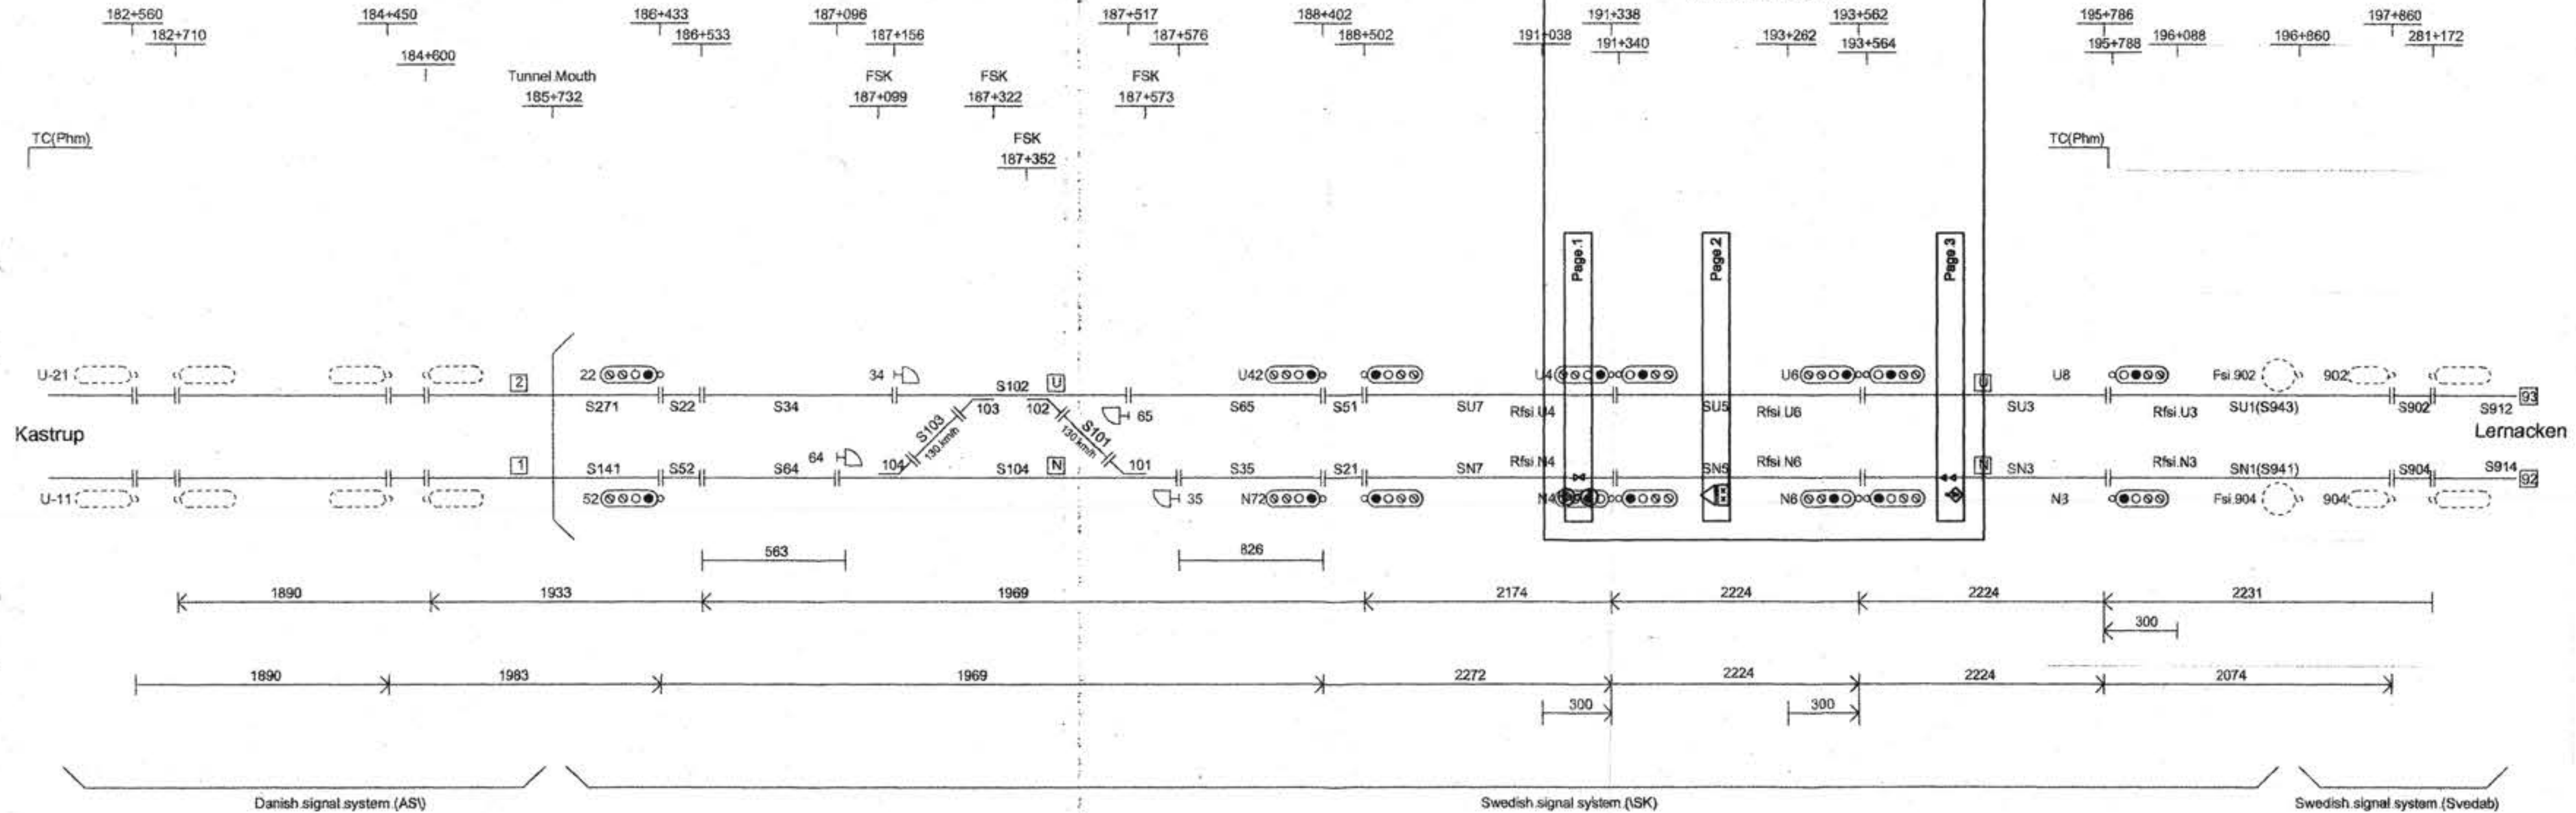 182+560 184+450 186+433 187+096 187+517 188+402 191+338 193+562 195+786 197+860
182+710 186+533 187+156 187+576 188+502 191+038 191+340 193+262 193+564 195+788 196+088 196+860 281+172
184+600
Tunnel Mouth FSK FSK FSK
185+732 187+099 187+322 187+573
TC(Phm) FSK TC(Phm)
187+352
Page.1 Page.2 Page.3
U-21 22 34 U42 U4 U6 U8 Fsi.902 902
2 S102 U U
S271 S22 S34 103 102 65 S65 S51 SU7 Rfsi.U4 SU5 Rfsi U6 SU3 Rfsi.U3 SU1(S943) S902 S912 93
Kastrup S103 130.km/h S101 130.km/h Lernacken
1 S141 S52 S64 64 104 S104 N 101 S35 S21 SN7 Rfsi.N4 SN5 Rfsi N6 N SN3 Rfsi.N3 SN1(S941) S904 S914 92
U-11 52 35 N72 N4 N6 N3 Fsi.904 904
563 826
1890 1933 1969 2174 2224 2224 2231
300
1890 1983 1969 2272 2224 2224 2074
300 300
Danish.signal.system.(AS\) Swedish.signal.system.(\SK) Swedish.signal.system.(Svedab)